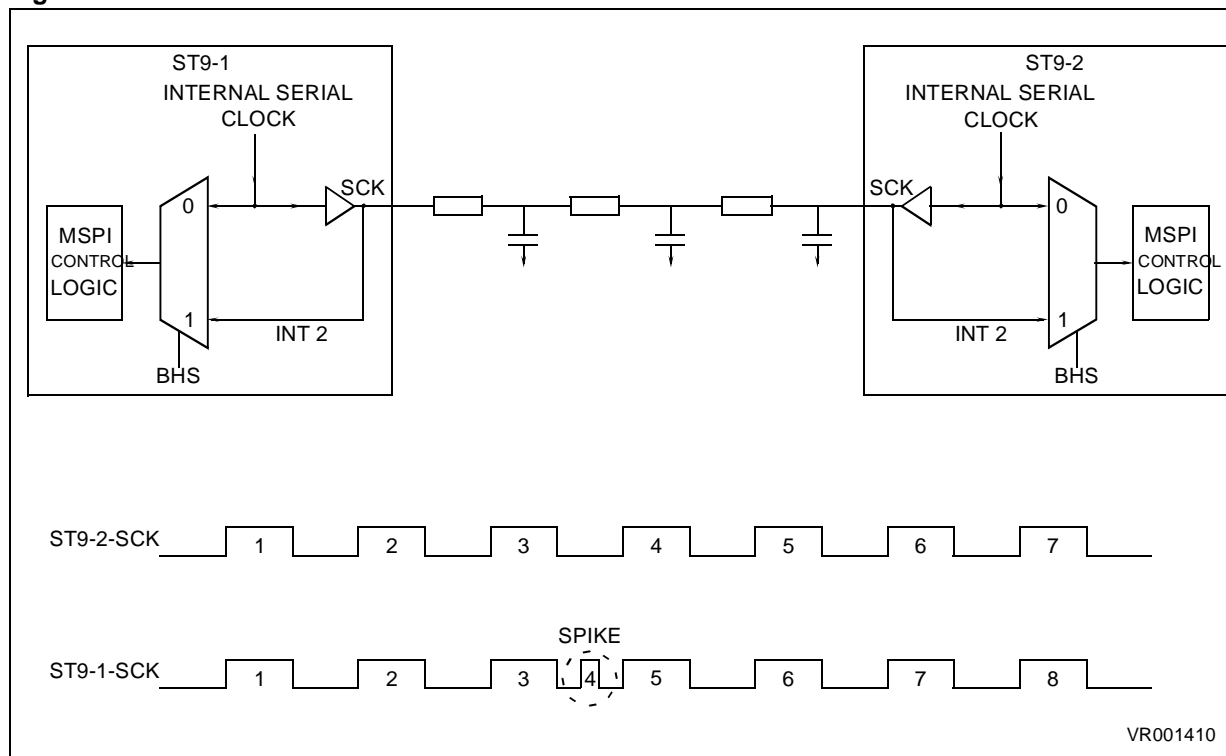 ST9-1
INTERNAL SERIAL
CLOCK
SCK
0
MSPI
CONTROL
LOGIC
1
INT 2
BHS
ST9-2
INTERNAL SERIAL
CLOCK
SCK
0
MSPI
CONTROL
LOGIC
1
INT 2
BHS
ST9-2-SCK
1 2 3 4 5 6 7
SPIKE
ST9-1-SCK
1 2 3 4 5 6 7 8
VR001410